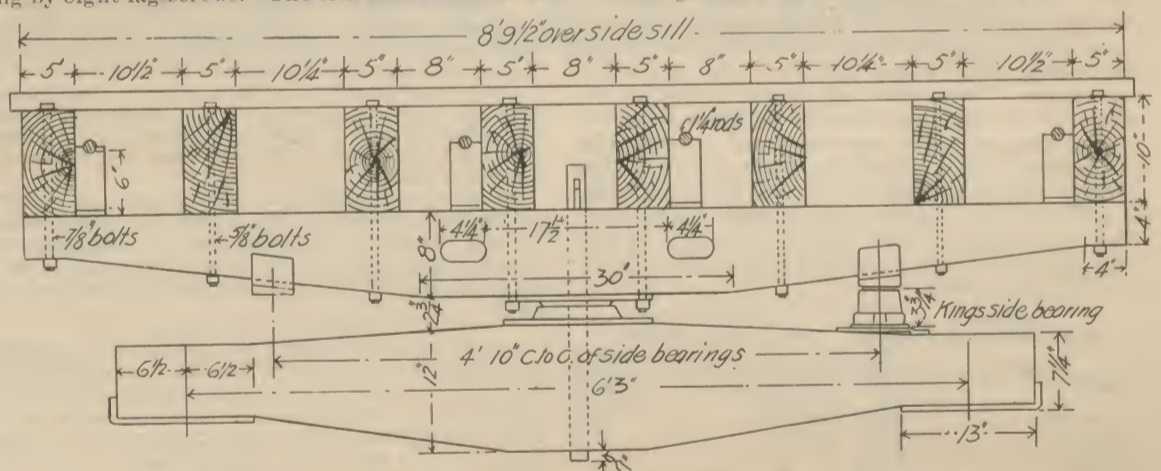 8' 9½" over side sill.
5" 10½" 5" 10¼" 5" 8" 5" 8" 5" 8" 5" 10¼" 5" 10½" 5"
1¼ rods
10"
6"
4"
⅞" bolts
⅝" bolts
4¼" 17½ 4¼"
8"
30"
4"
2¾"
3¾"
Kings side bearing
6½ 6½
4' 10" C. to C. of side bearings
12"
6' 3"
7¼"
13"